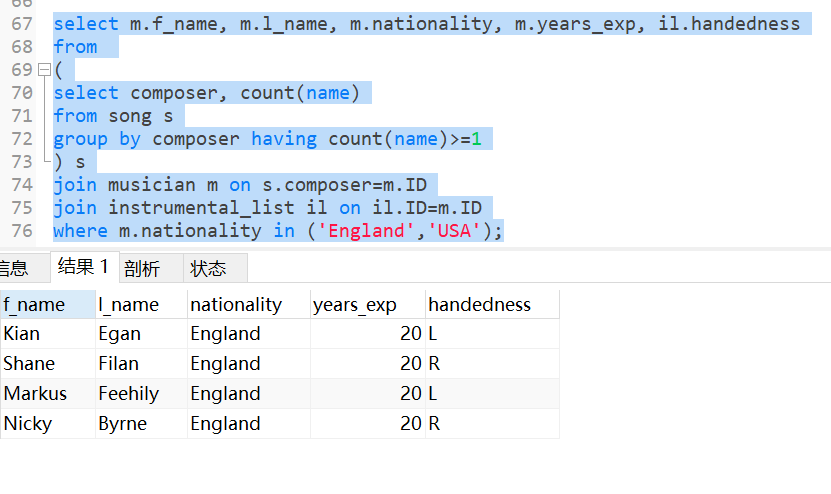 66
67 select m.f_name, m.l_name, m.nationality, m.years_exp, il.handedness
68 from
69 (
70 select composer, count(name)
71 from song s
72 group by composer having count(name)>=1
73 ) s
74 join musician m on s.composer=m.ID
75 join instrumental_list il on il.ID=m.ID
76 where m.nationality in ('England','USA');
信息 结果 1 剖析 状态
f_name l_name nationality years_exp handedness
Kian Egan England 20 L
Shane Filan England 20 R
Markus Feehily England 20 L
Nicky Byrne England 20 R